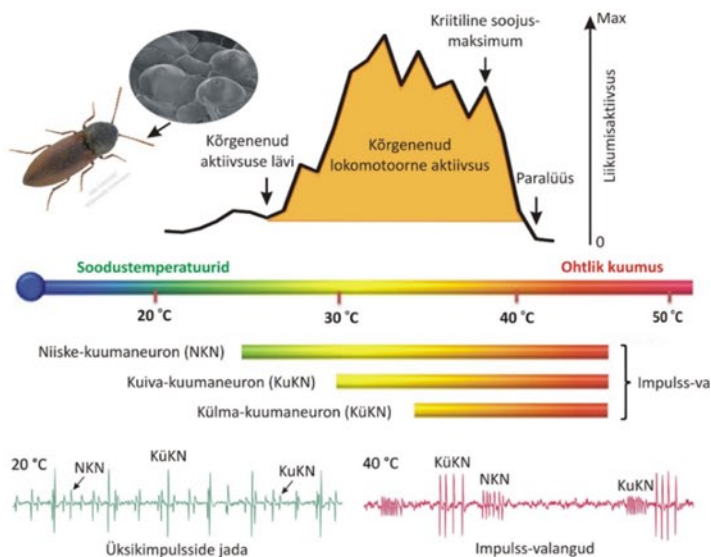 Kriitiline soojus-
maksimum
Max
Kõrgenenud
aktiivsuse lävi
Kõrgenenud
lokomotoorne aktiivsus
Liikumisaktiivsus
Paralüüs
0
Soodustemperatuurid
Ohtlik kuumus
20 °C
30 °C
40 °C
50 °C
Niiske-kuumaneuron (NKN)
Kuiva-kuumaneuron (KuKN)
Impulss-va
Külma-kuumaneuron (KüKN)
20 °C
NKN
KüKN
KuKN
40 °C
KüKN
NKN
KuKN
Üksikimpulsside jada
Impulss-valangud